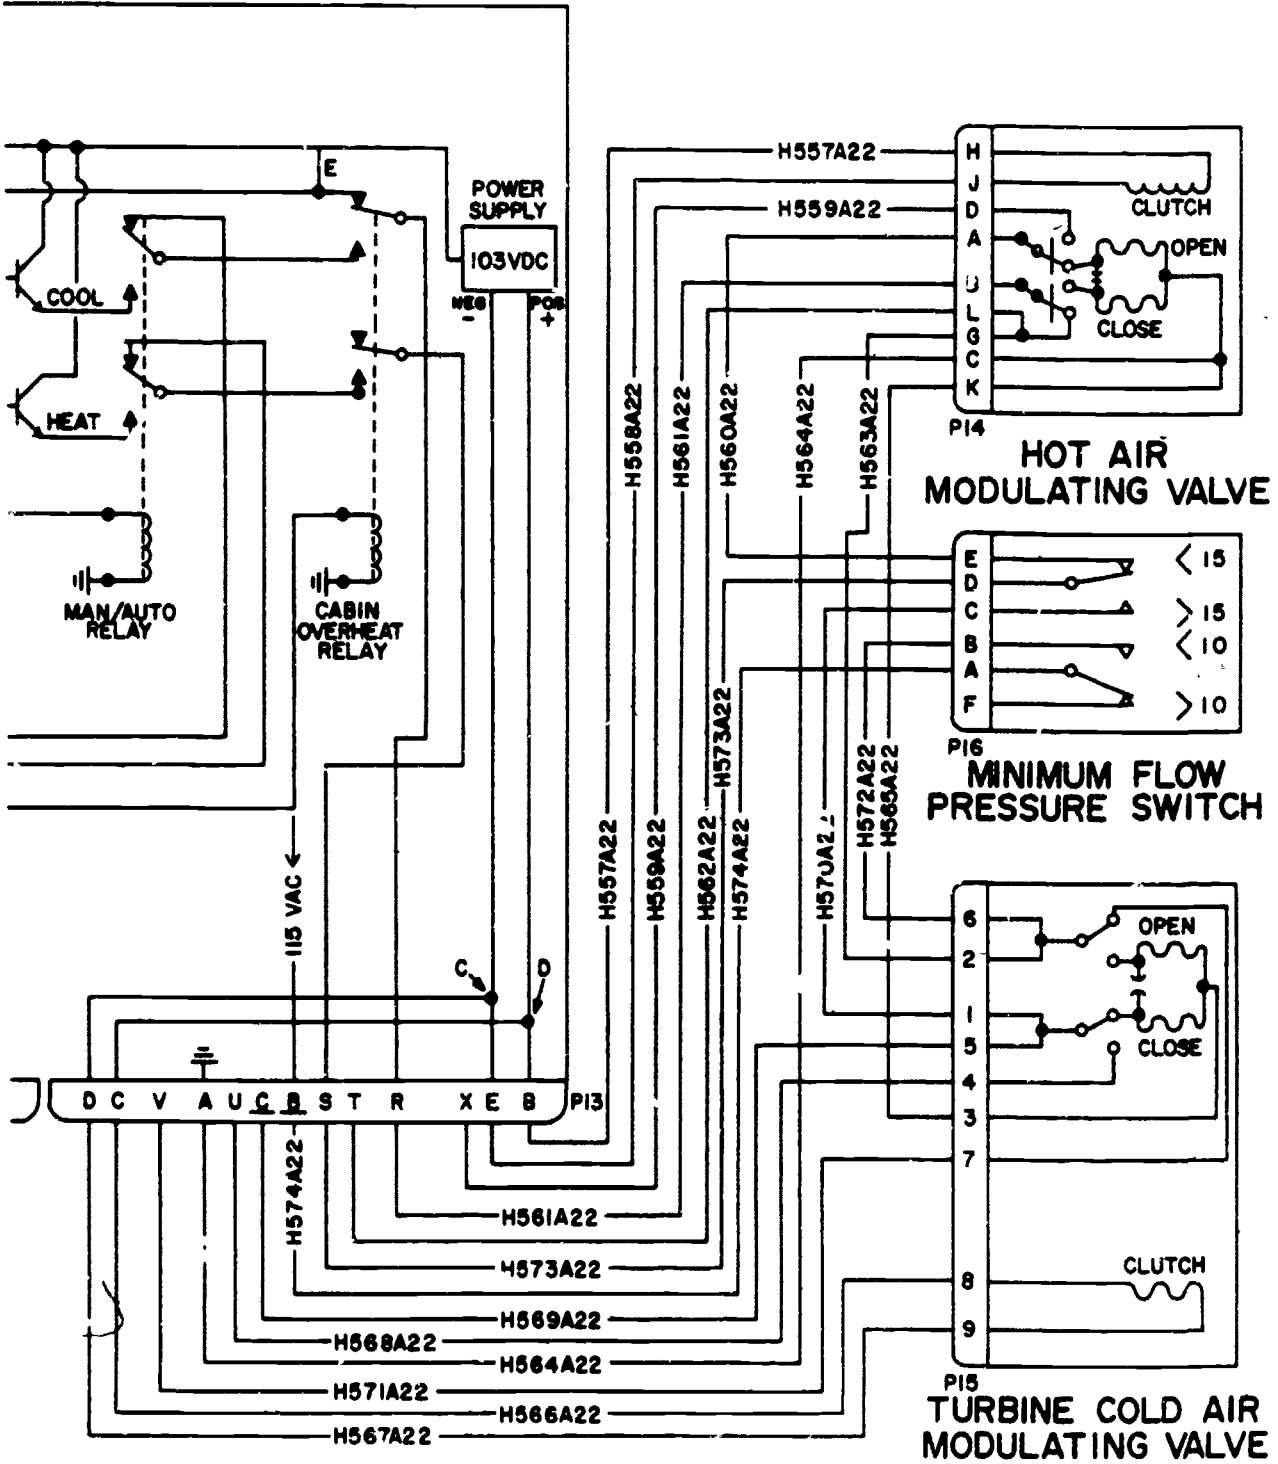 E
POWER
SUPPLY
103VDC
NEG
-
POS
+
COOL
HEAT
MAN/AUTO
RELAY
CABIN
OVERHEAT
RELAY
115 VAC
C
D
D C V A U C B S T R X E B
P13
H574A22
H561A22
H573A22
H569A22
H568A22
H564A22
H571A22
H566A22
H567A22
H557A22
H559A22
H558A22
H561A22
H560A22
H564A22
H563A22
H573A22
H557A22
H559A22
H562A22
H574A22
H570A22
H572A22
H565A22
H
J
D
A
B
L
G
C
K
CLUTCH
OPEN
CLOSE
P14
HOT AIR
MODULATING VALVE
E
D
C
B
A
F
< 15
> 15
< 10
> 10
P16
MINIMUM FLOW
PRESSURE SWITCH
6
2
1
5
4
3
7
8
9
OPEN
CLOSE
CLUTCH
P15
TURBINE COLD AIR
MODULATING VALVE